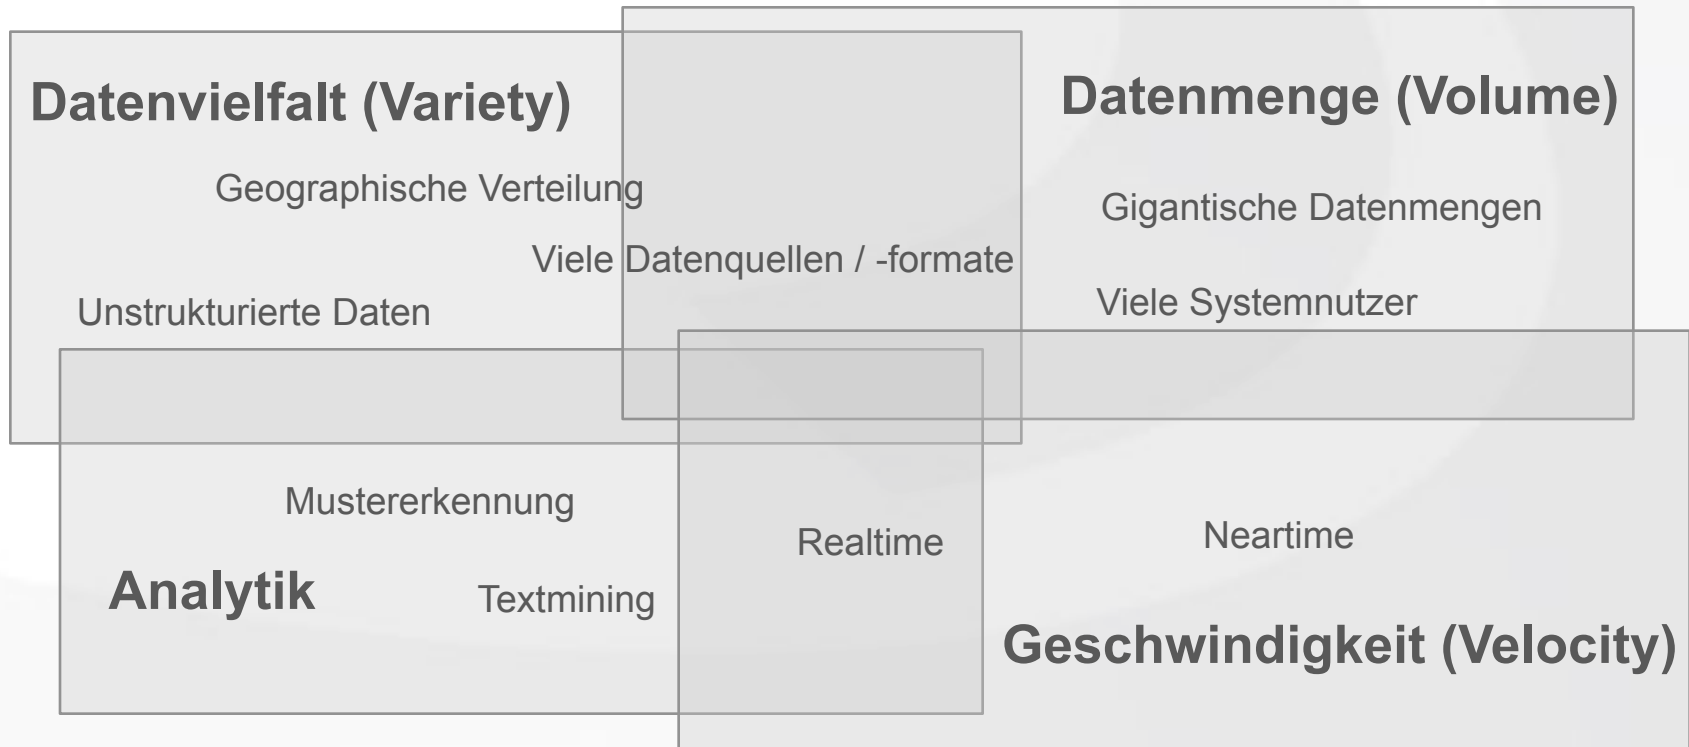 Datenvielfalt (Variety)
Geographische Verteilung
Viele Datenquellen / -formate
Unstrukturierte Daten
Datenmenge (Volume)
Gigantische Datenmengen
Viele Systemnutzer
Mustererkennung
Analytik
Textmining
Realtime
Neartime
Geschwindigkeit (Velocity)